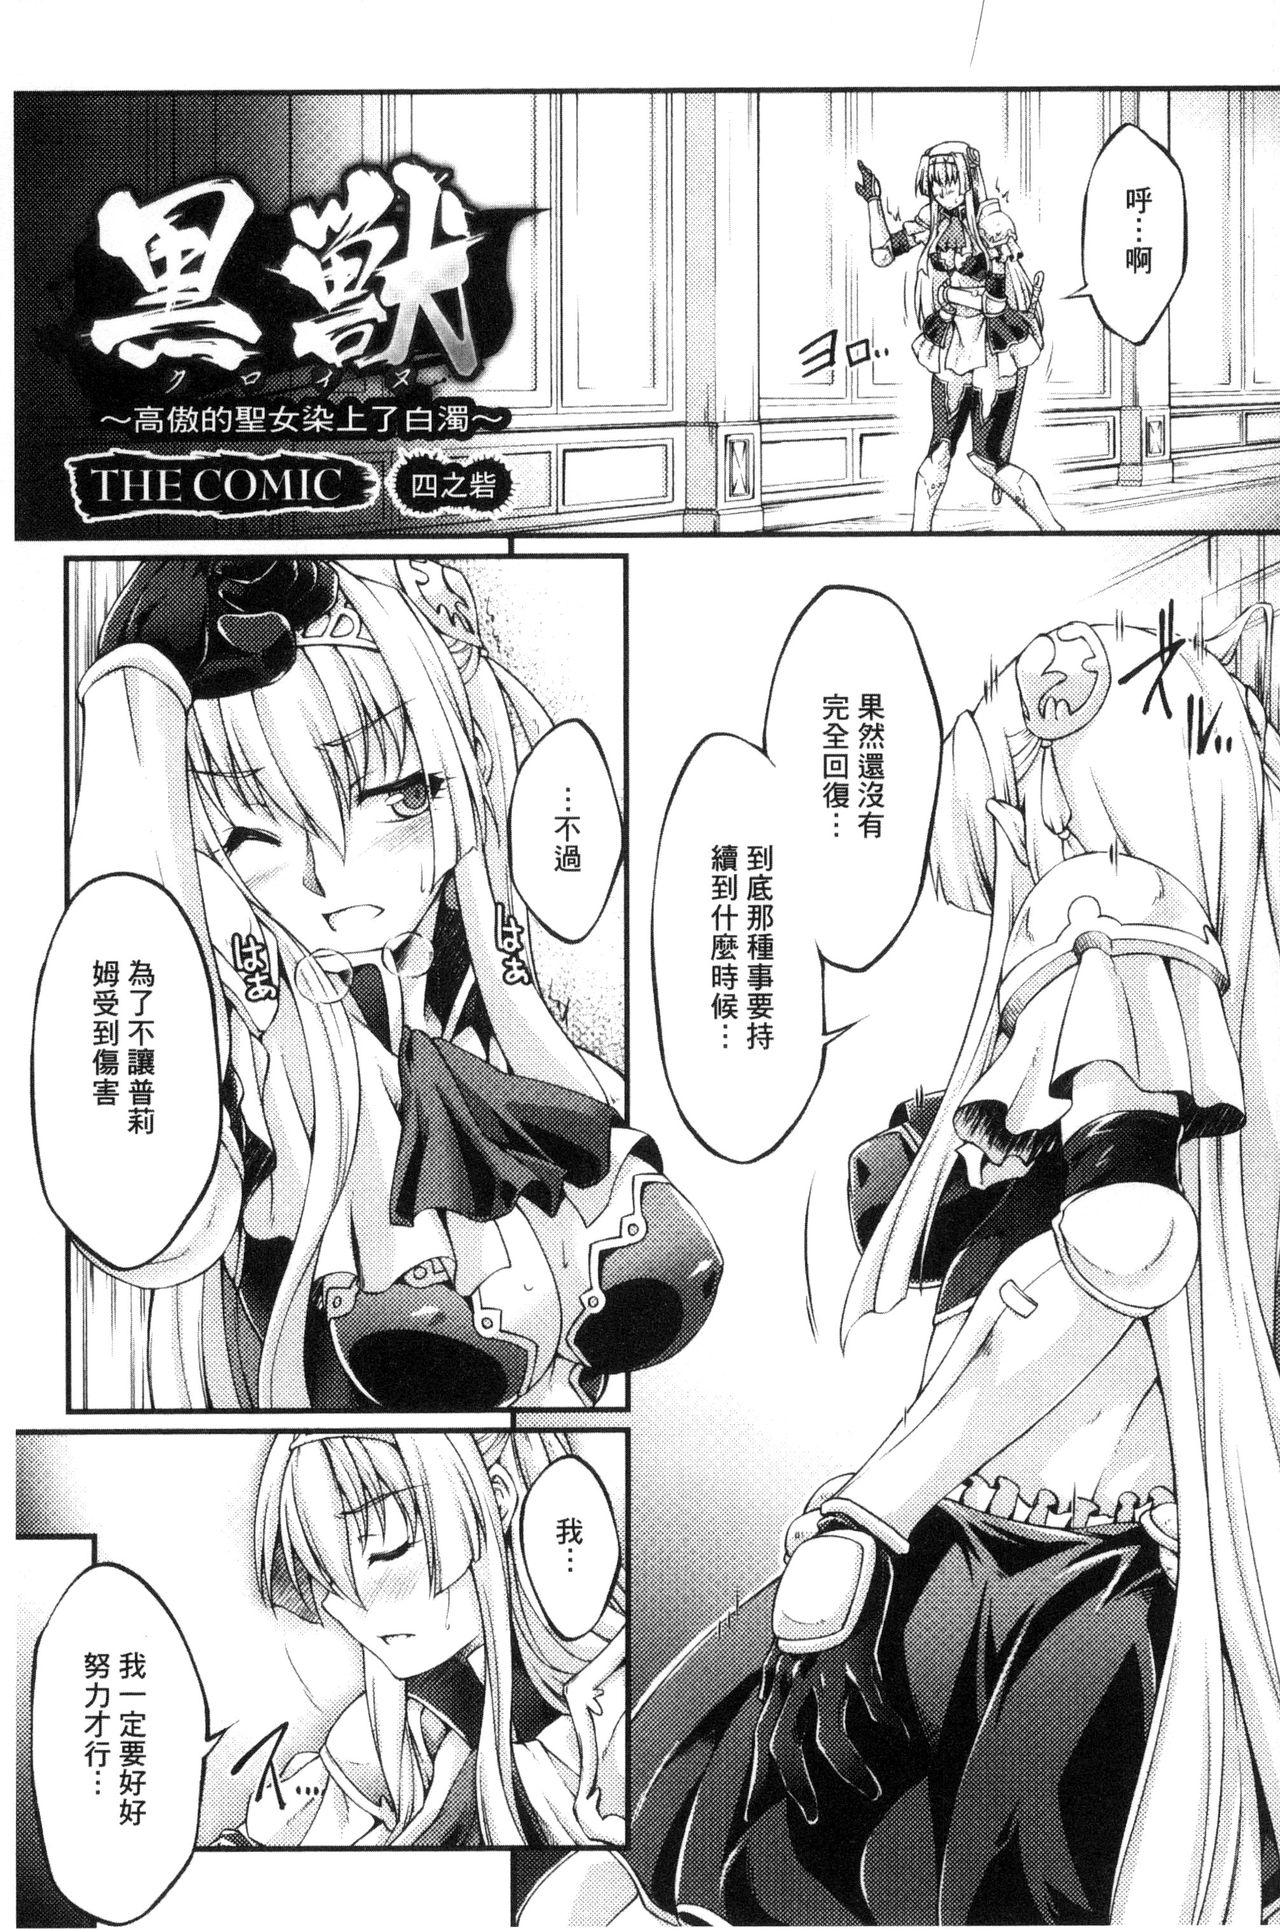 黒獣
クロイヌ
～高傲的聖女染上了白濁～
THE COMIC
四之砦
呼…啊
ヨロ..
果然還沒有
完全回復…
到底那種事要持
續到什麼時候…
…不過
はぁ
はぁ
為了不讓普莉
姆受到傷害
我…
我一定要好好
努力才行…
ズル..
ス...